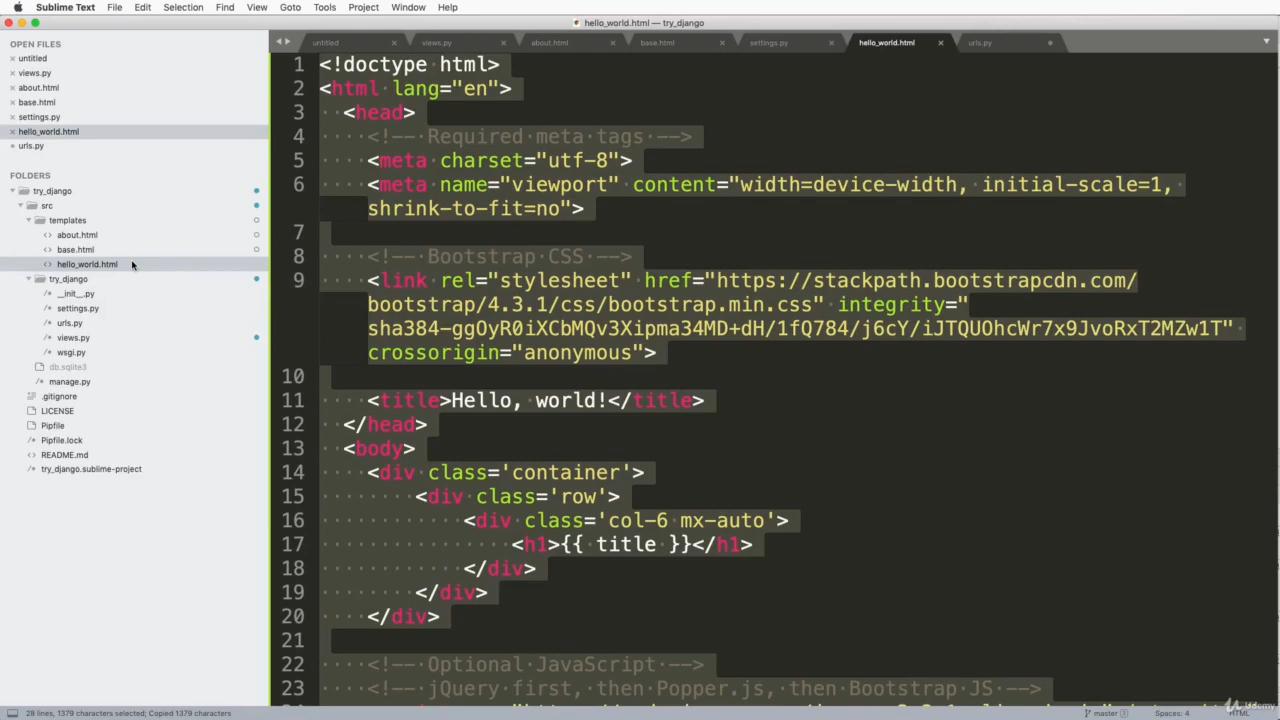 Sublime Text File Edit Selection Find View Goto Tools Project Window Help
hello_world.html — try_django
OPEN FILES
untitled
views.py
about.html
base.html
settings.py
hello_world.html
urls.py
FOLDERS
try_django
src
templates
about.html
base.html
hello_world.html
try_django
__init__.py
settings.py
urls.py
views.py
wsgi.py
db.sqlite3
manage.py
.gitignore
LICENSE
Pipfile
Pipfile.lock
README.md
try_django.sublime-project
untitled views.py about.html base.html settings.py hello_world.html urls.py
1 <!doctype html>
2 <html lang="en">
3 <head>
4 <!-- Required meta tags -->
5 <meta charset="utf-8">
6 <meta name="viewport" content="width=device-width, initial-scale=1,
shrink-to-fit=no">
7
8 <!-- Bootstrap CSS -->
9 <link rel="stylesheet" href="https://stackpath.bootstrapcdn.com/
bootstrap/4.3.1/css/bootstrap.min.css" integrity="
sha384-ggOyR0iXCbMQv3Xipma34MD+dH/1fQ784/j6cY/iJTQUOhcWr7x9JvoRxT2MZw1T"
crossorigin="anonymous">
10
11 <title>Hello, world!</title>
12 </head>
13 <body>
14 <div class='container'>
15 <div class='row'>
16 <div class='col-6 mx-auto'>
17 <h1>{{ title }}</h1>
18 </div>
19 </div>
20 </div>
21
22 <!-- Optional JavaScript -->
23 <!-- jQuery first, then Popper.js, then Bootstrap JS -->
28 lines, 1379 characters selected; Copied 1379 characters
master 3 Spaces: 4 HTML
Udemy